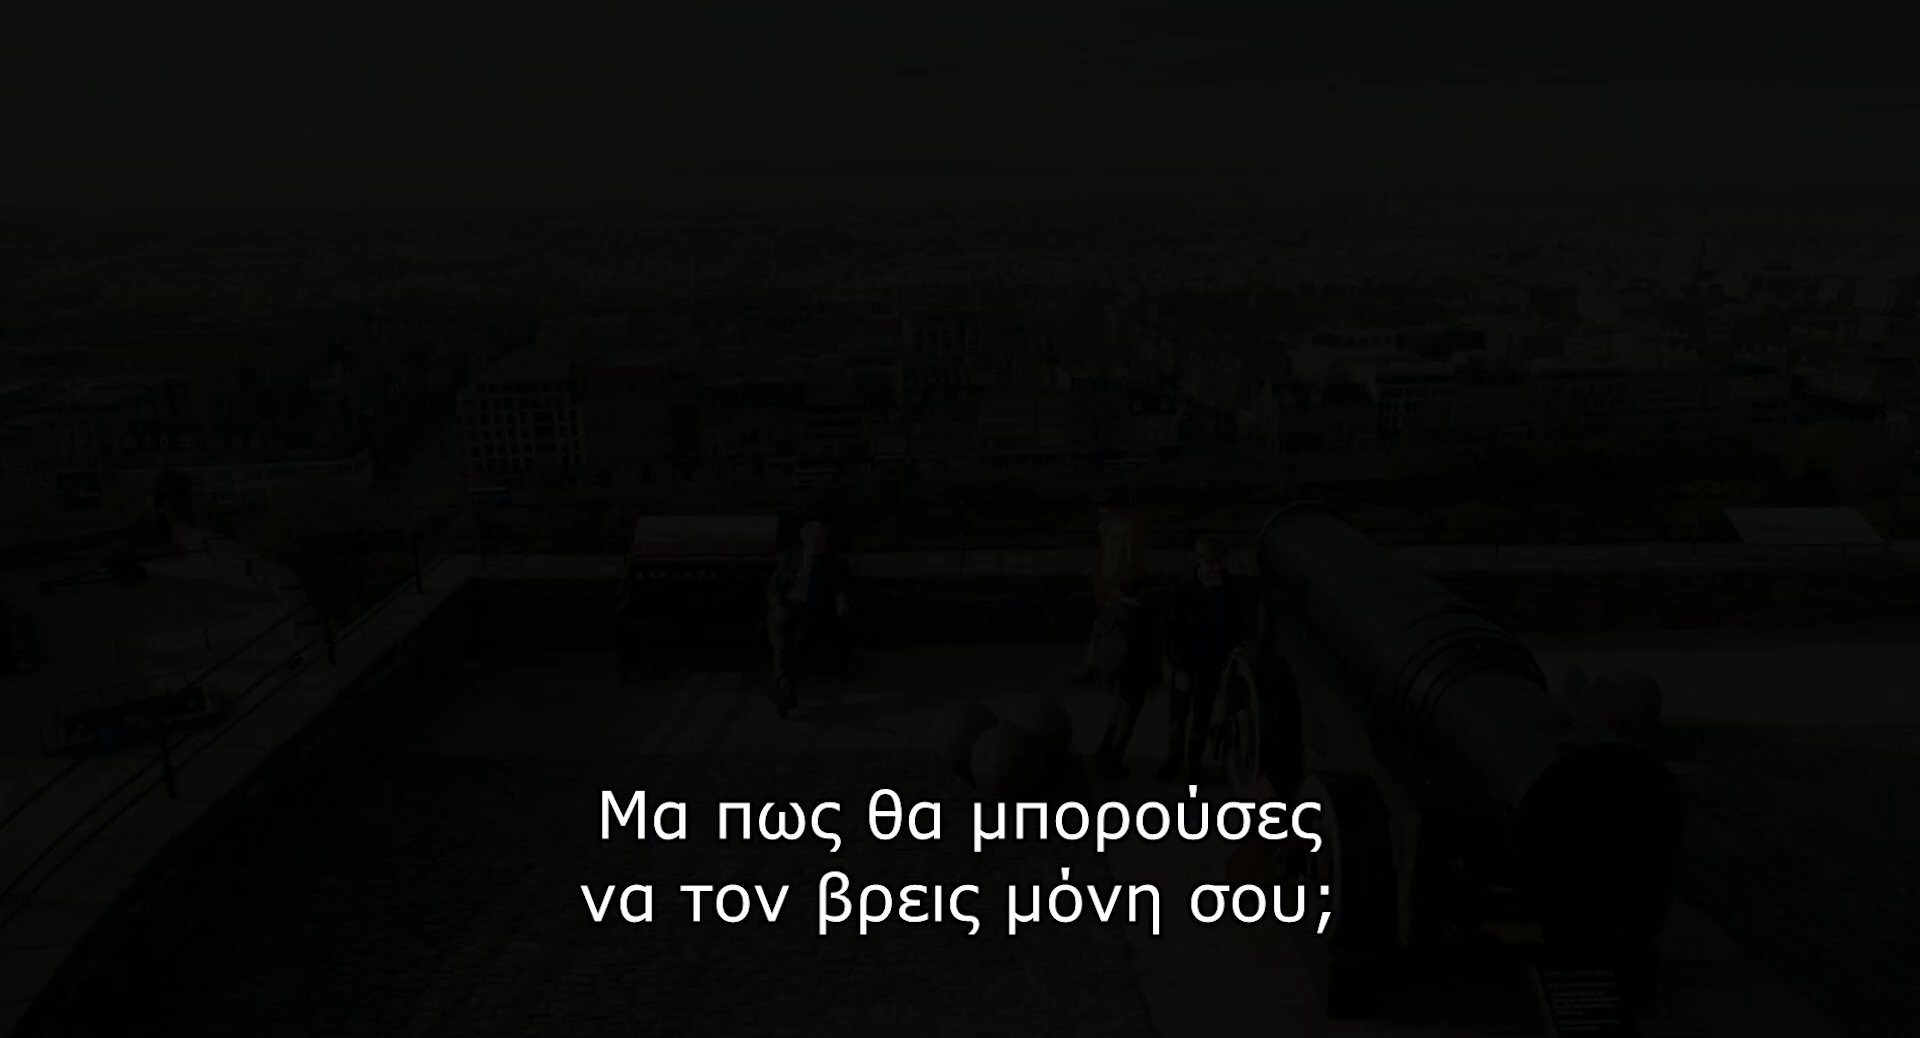 Μα πως θα μπορούσες
να τον βρεις μόνη σου;